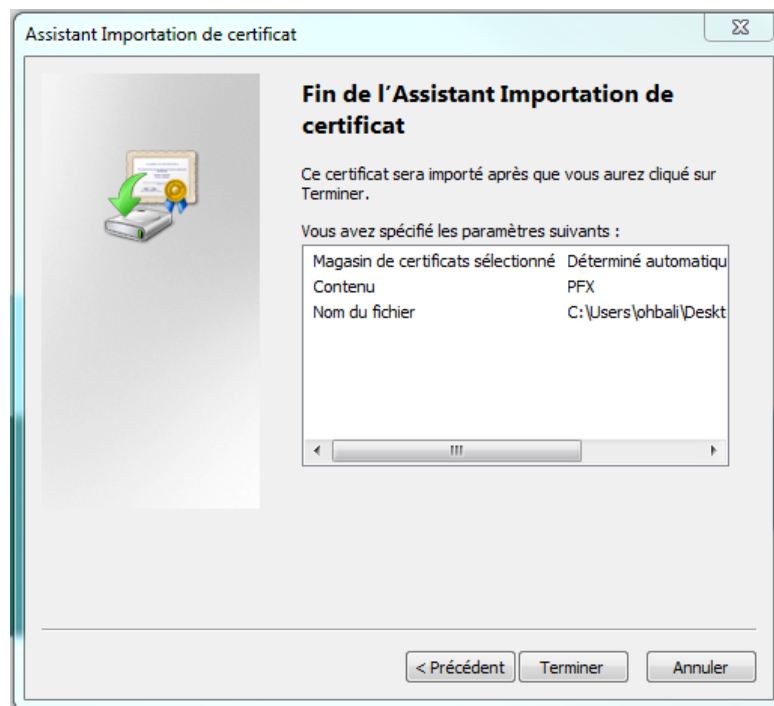 Assistant Importation de certificat
Fin de l’Assistant Importation de
certificat
Ce certificat sera importé après que vous aurez cliqué sur
Terminer.
Vous avez spécifié les paramètres suivants :
Magasin de certificats sélectionné Déterminé automatiqu
Contenu PFX
Nom du fichier C:\Users\ohbali\Deskt
< Précédent Terminer Annuler